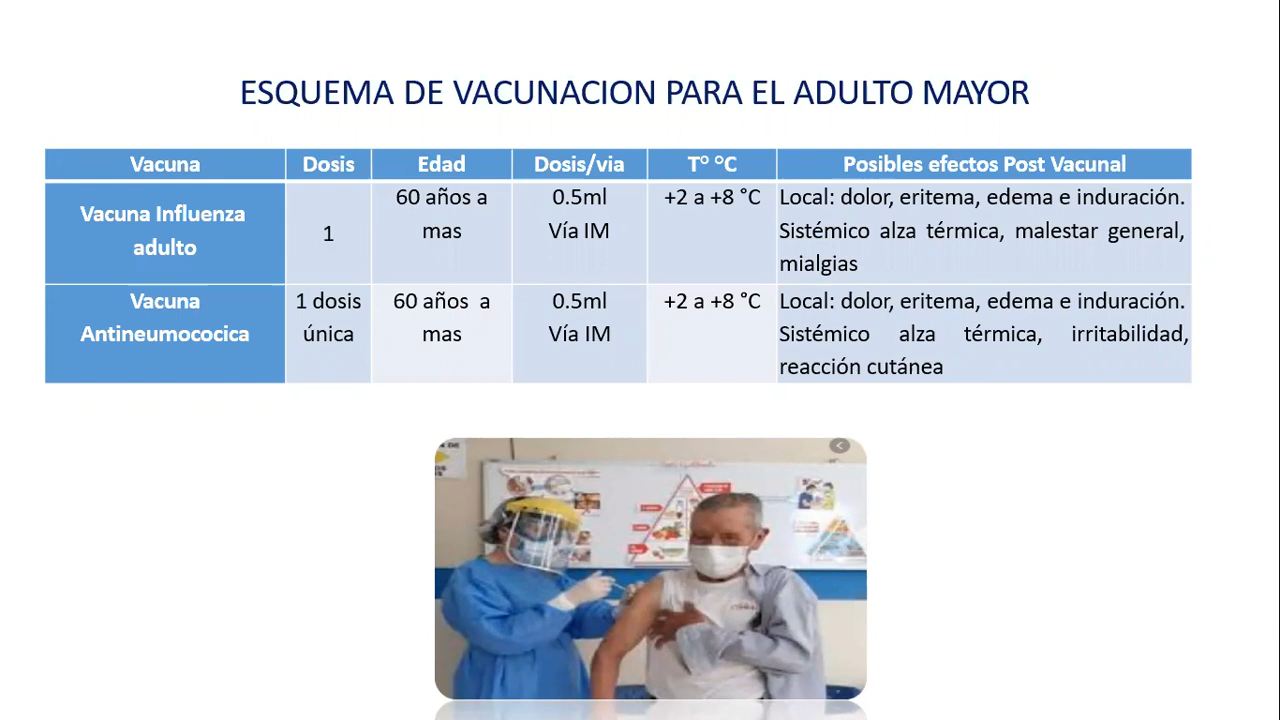 ESQUEMA DE VACUNACION PARA EL ADULTO MAYOR
Vacuna Dosis Edad Dosis/via T° °C Posibles efectos Post Vacunal
Vacuna Influenza adulto 1 60 años a mas 0.5ml Vía IM +2 a +8 °C Local: dolor, eritema, edema e induración. Sistémico alza térmica, malestar general, mialgias
Vacuna Antineumococica 1 dosis única 60 años a mas 0.5ml Vía IM +2 a +8 °C Local: dolor, eritema, edema e induración. Sistémico alza térmica, irritabilidad, reacción cutánea